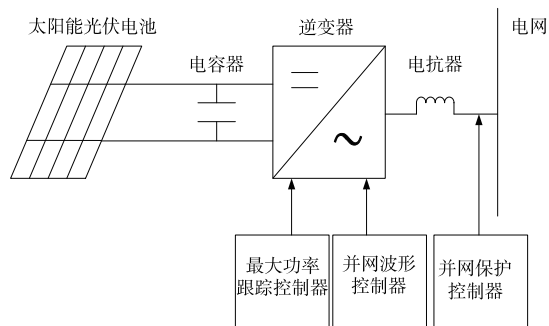 太阳能光伏电池
电容器
逆变器
电抗器
电网
最大功率
跟踪控制器
并网波形
控制器
并网保护
控制器